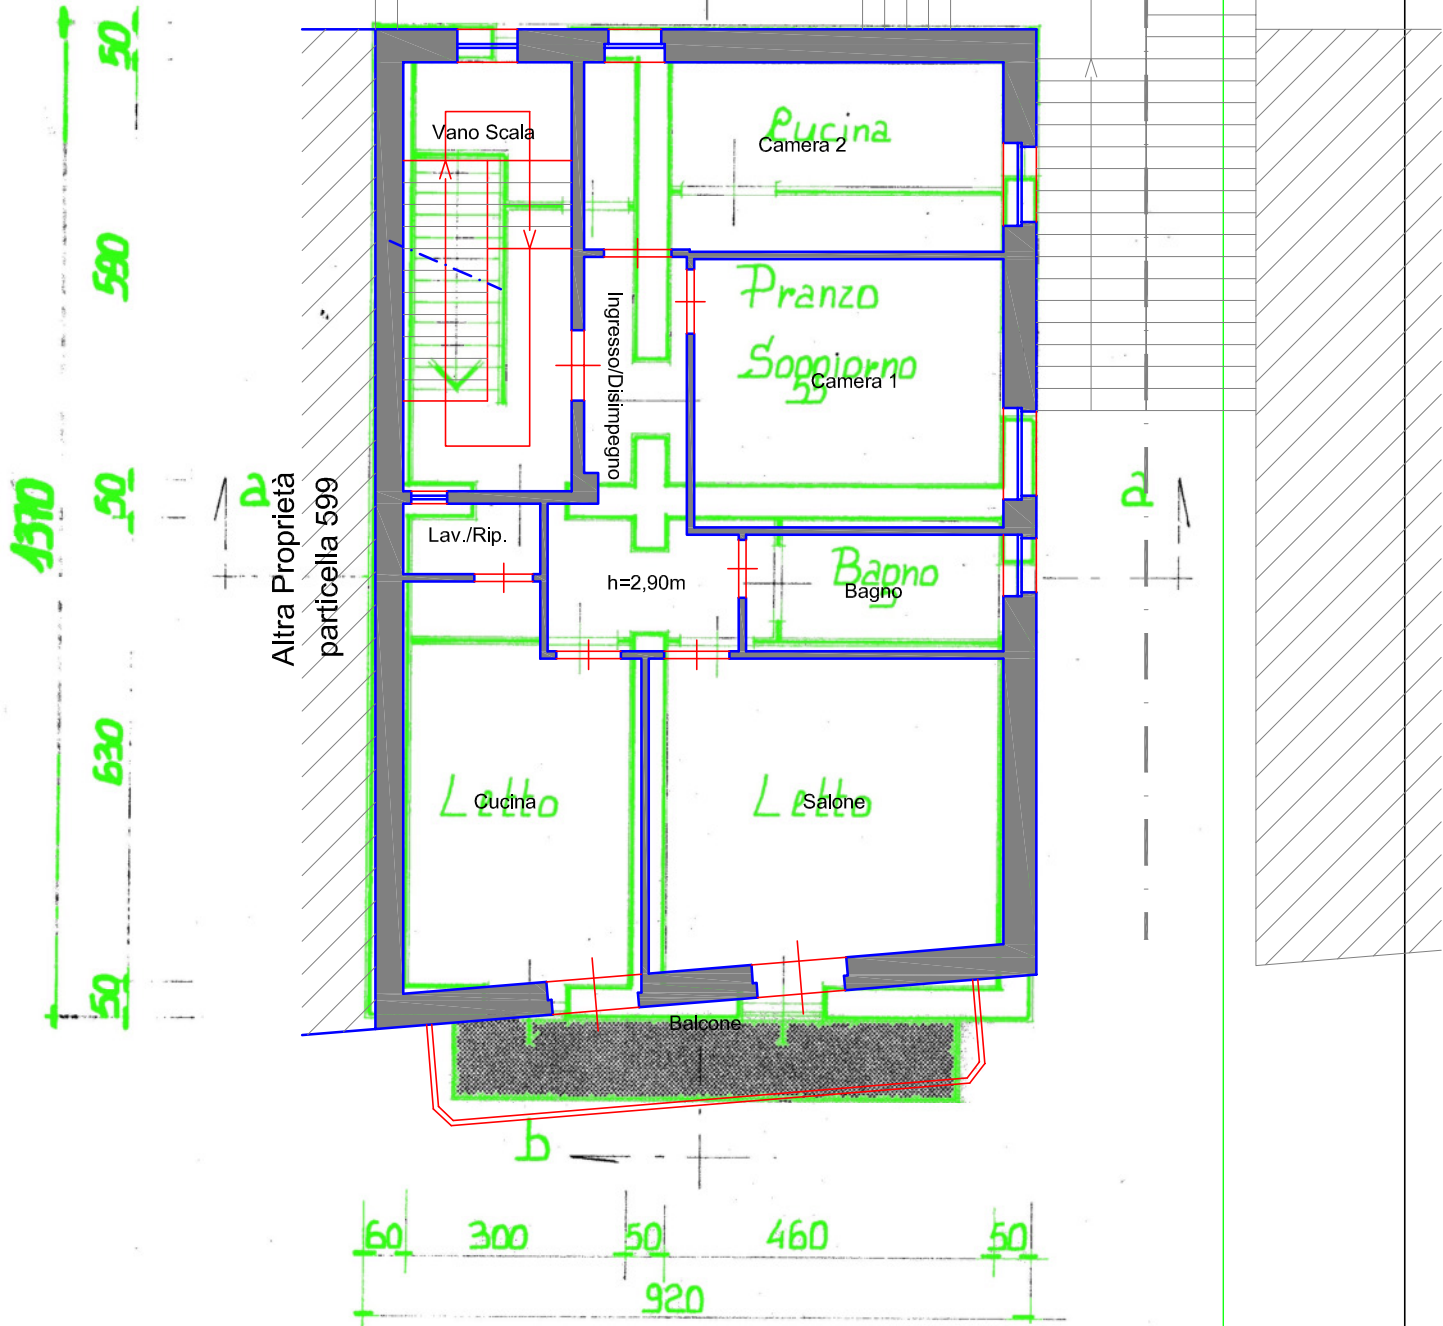 50
Cucina
Vano Scala
Camera 2
590
Pranzo
Soggiorno
Camera 1
Ingresso/Disimpegno
1370
50
a
a
Altra Proprietà
particella 599
Lav./Rip.
h=2,90m
Bagno
Bagno
630
Letto
Cucina
Letto
Salone
50
Balcone
b
60
300
50
460
50
920